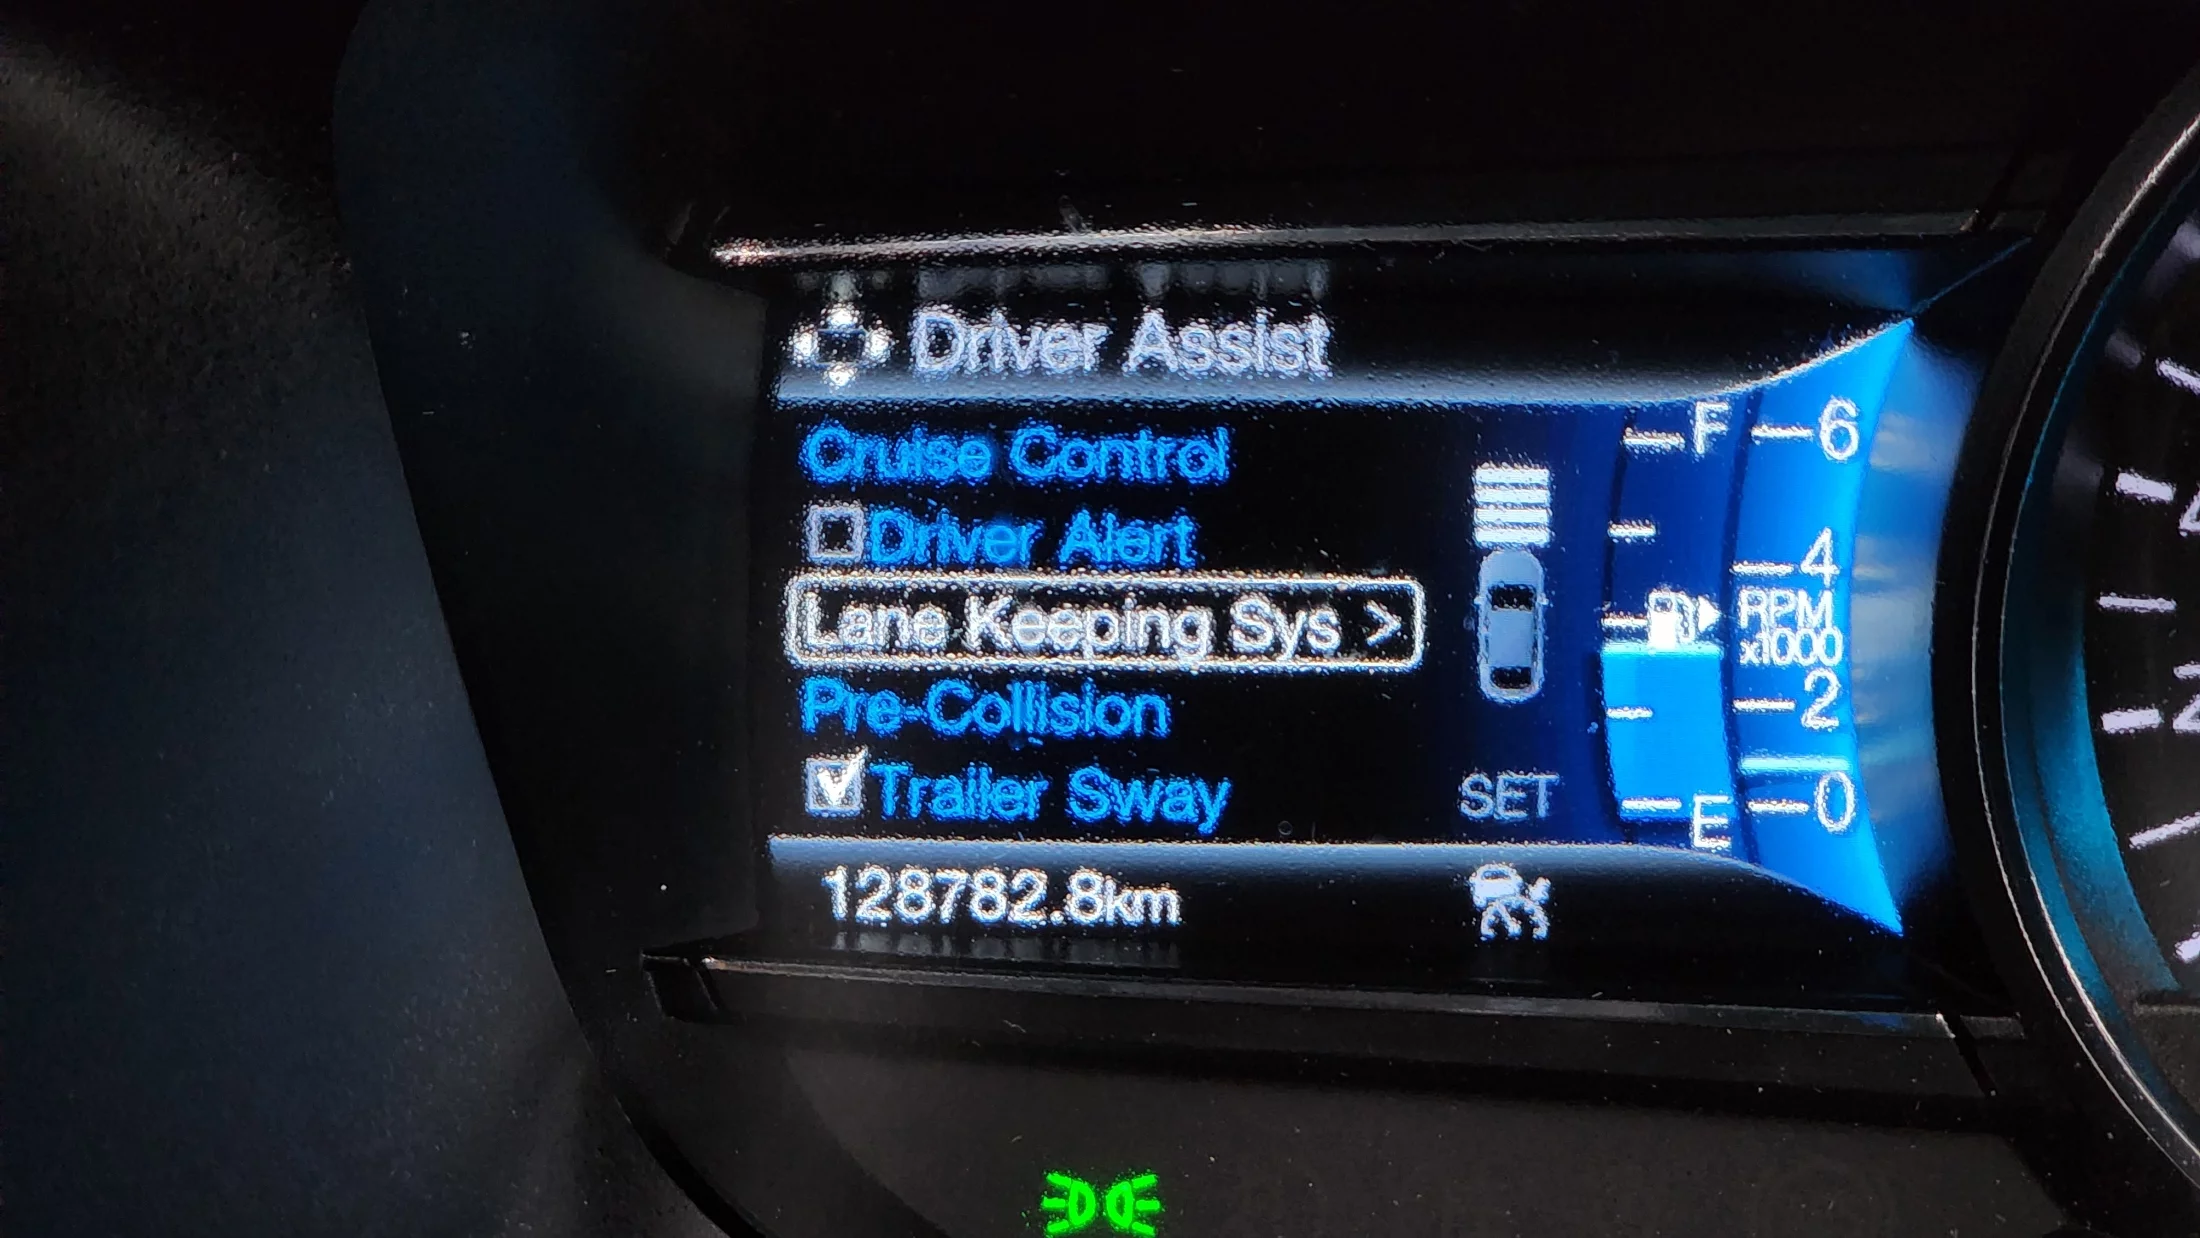 Driver Assist
Cruise Control
Driver Alert
Lane Keeping Sys >
Pre-Collision
Trailer Sway
SET
128782.8km
F
E
6
4
RPM
x1000
2
0